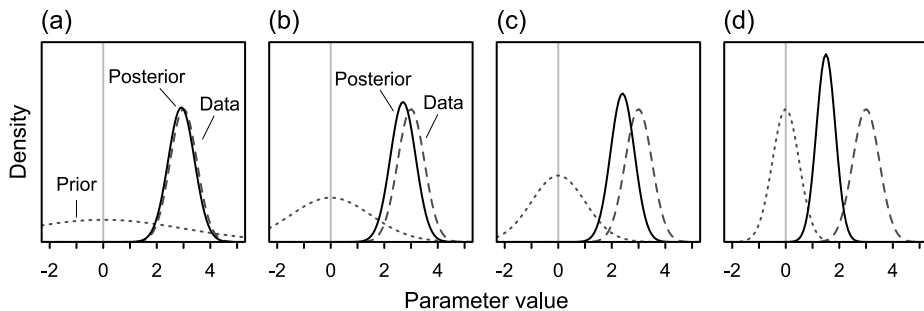 (a) (b) (c) (d)
Posterior
Data
Prior
Posterior
Data
Density
-2 0 2 4 -2 0 2 4 -2 0 2 4 -2 0 2 4
Parameter value